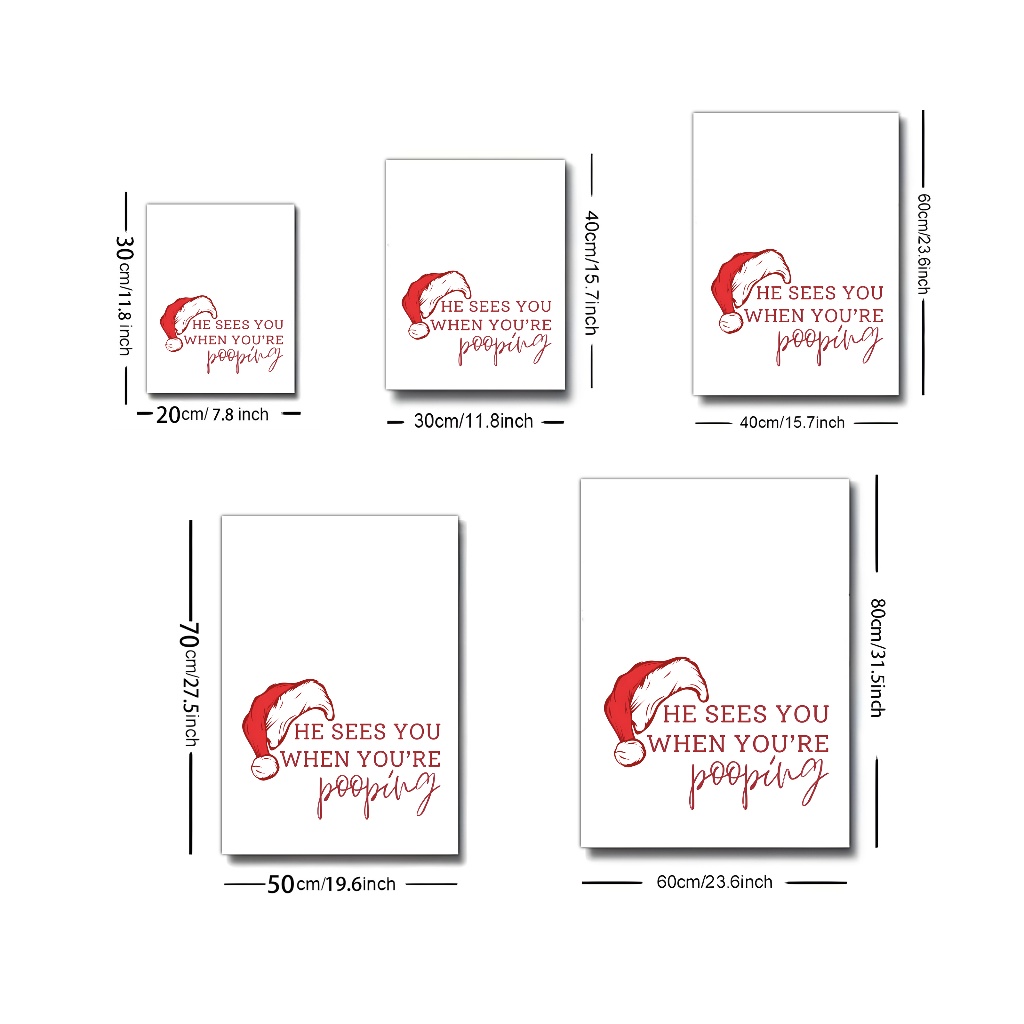 30cm/11.8 inch
HE SEES YOU
WHEN YOU'RE
pooping
20cm/ 7.8 inch
40cm/15.7inch
HE SEES YOU
WHEN YOU'RE
pooping
30cm/11.8inch
60cm/23.6inch
HE SEES YOU
WHEN YOU'RE
pooping
40cm/15.7inch
70cm/27.5inch
HE SEES YOU
WHEN YOU'RE
pooping
50cm/19.6inch
80cm/31.5inch
HE SEES YOU
WHEN YOU'RE
pooping
60cm/23.6inch